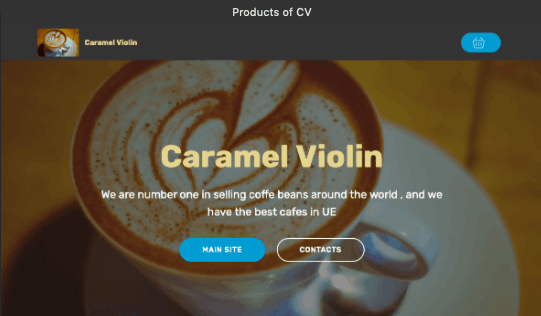 Products of CV
Caramel Violin
Caramel Violin
We are number one in selling coffe beans around the world , and we
have the best cafes in UE
MAIN SITE
CONTACTS